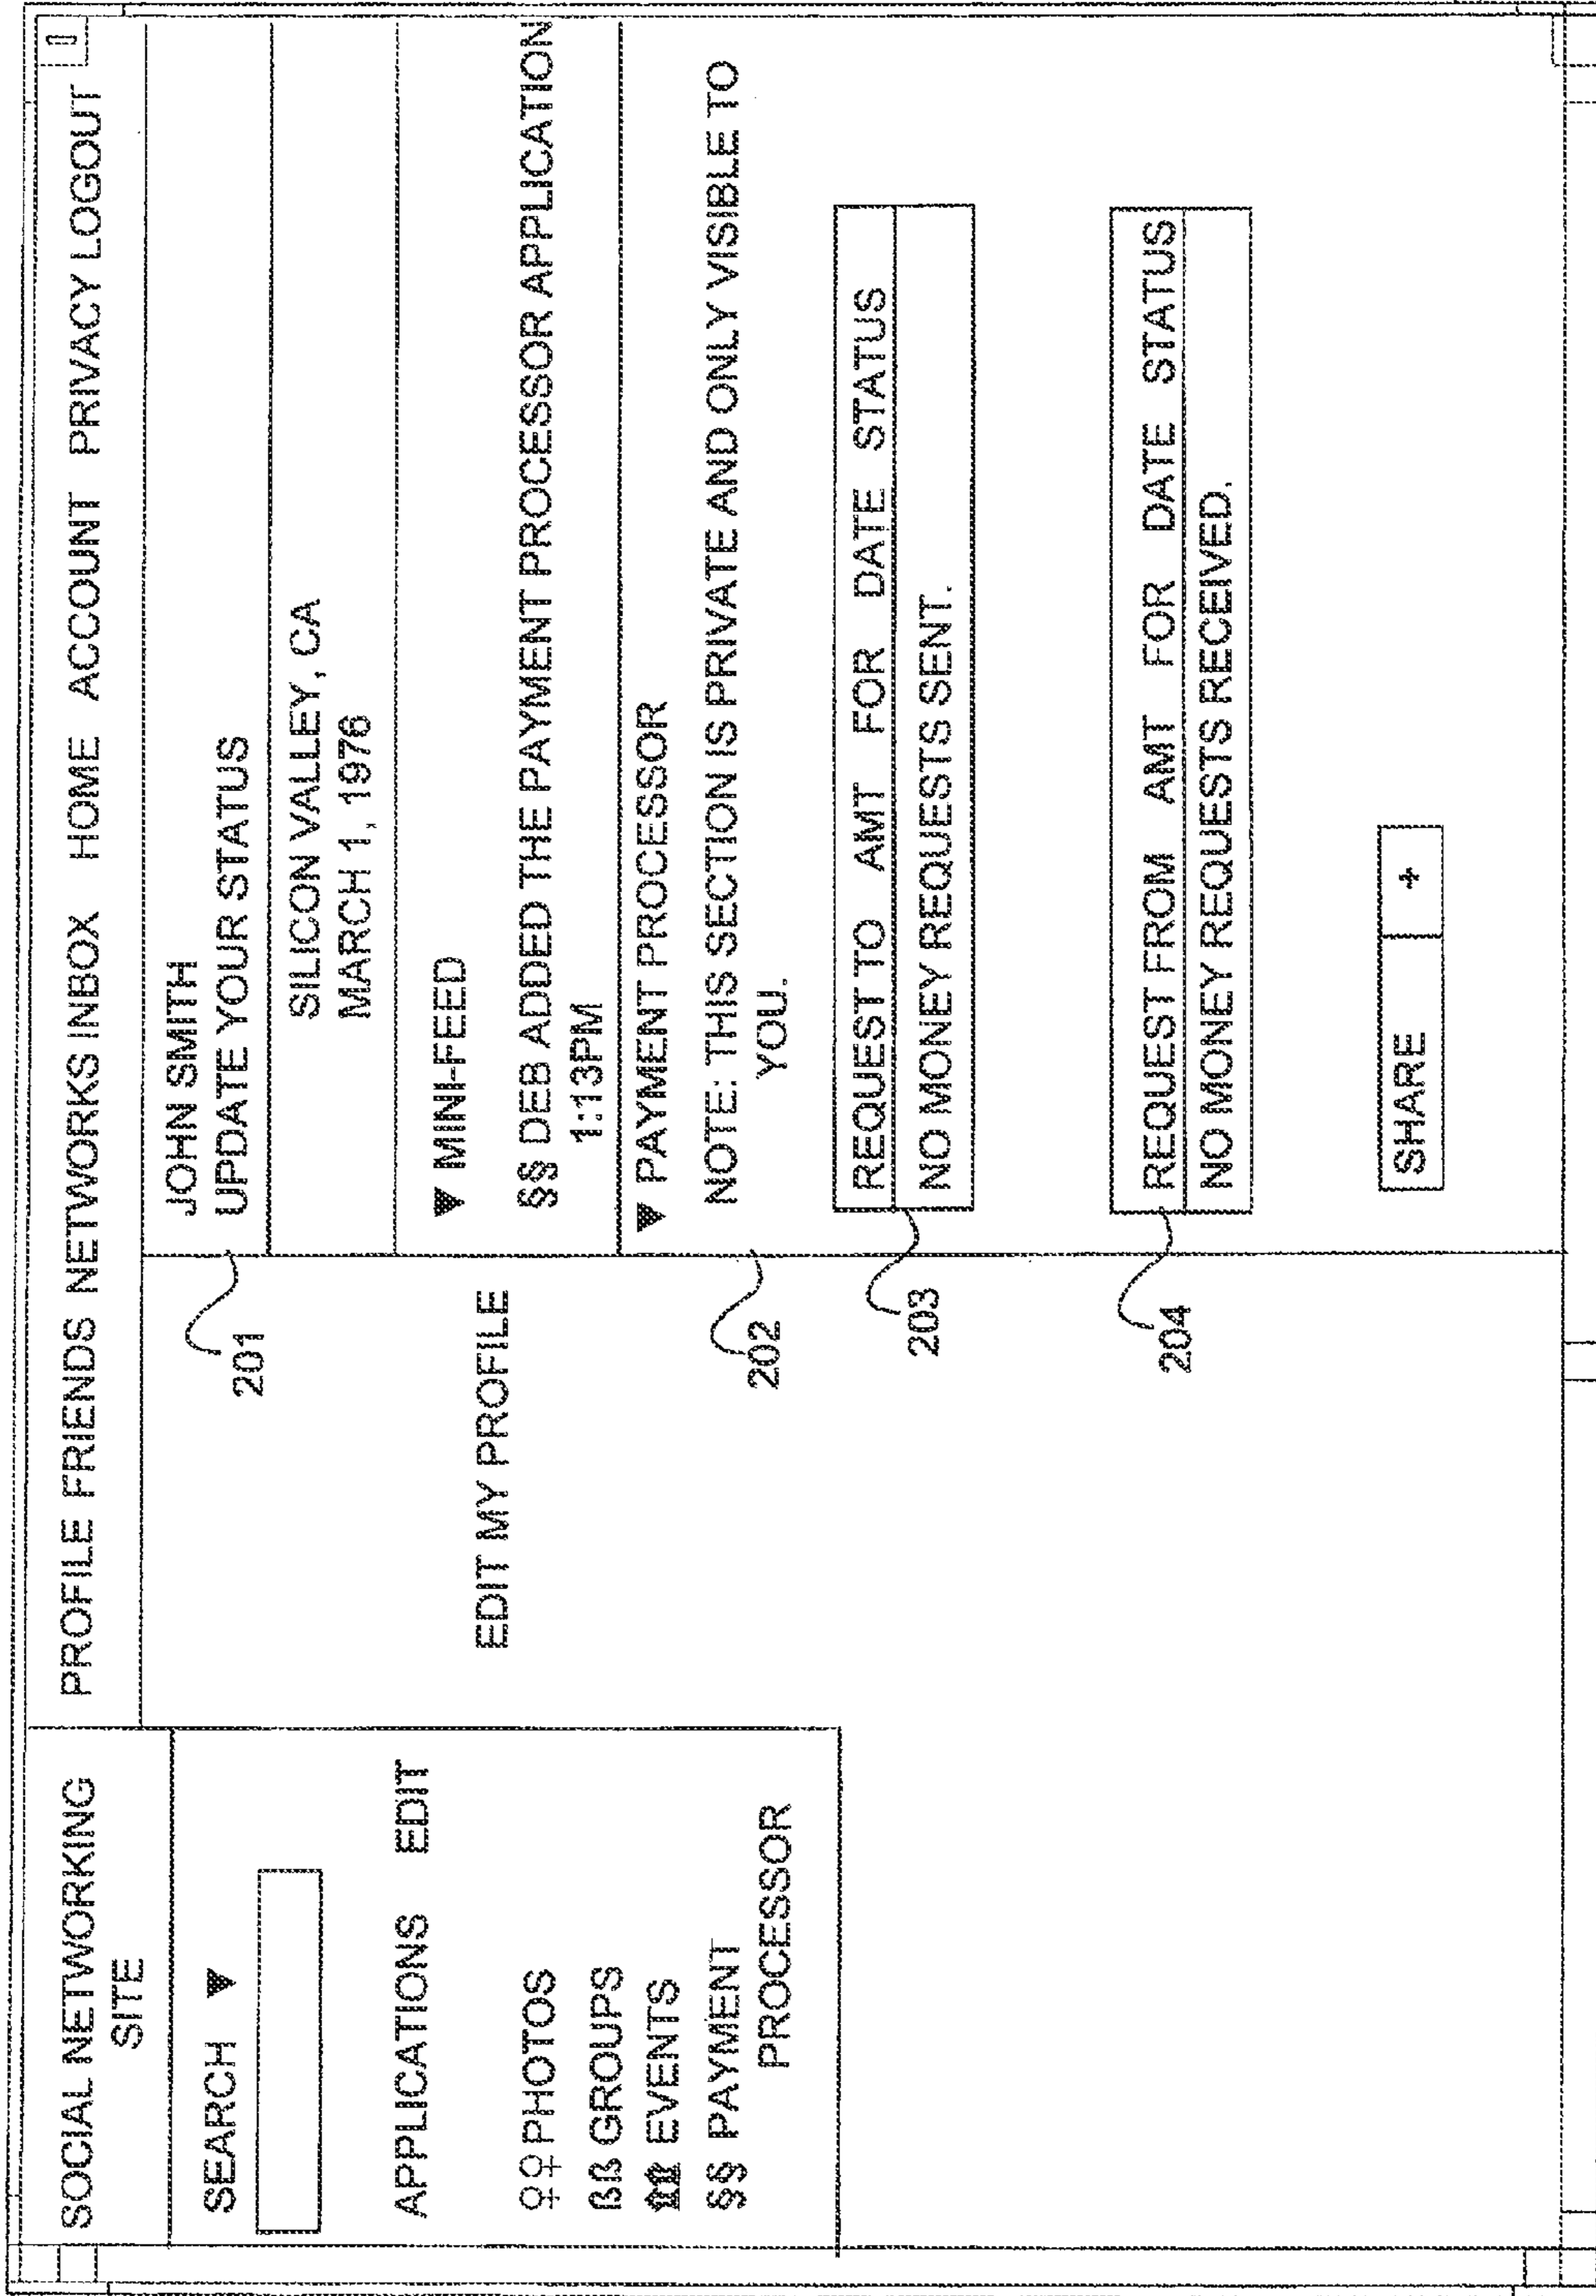 SOCIAL NETWORKING
SITE
PROFILE FRIENDS NETWORKS INBOX HOME ACCOUNT PRIVACY LOGOUT
SEARCH ▼
APPLICATIONS EDIT
♀♀ PHOTOS
ßß GROUPS
EVENTS
§§ PAYMENT
PROCESSOR
EDIT MY PROFILE
JOHN SMITH
UPDATE YOUR STATUS
201
SILICON VALLEY, CA
MARCH 1, 1976
▼ MINI-FEED
§§ DEB ADDED THE PAYMENT PROCESSOR APPLICATION
1:13PM
▼ PAYMENT PROCESSOR
202
NOTE: THIS SECTION IS PRIVATE AND ONLY VISIBLE TO
YOU.
REQUEST TO AMT FOR DATE STATUS
NO MONEY REQUESTS SENT.
203
REQUEST FROM AMT FOR DATE STATUS
NO MONEY REQUESTS RECEIVED.
204
SHARE +